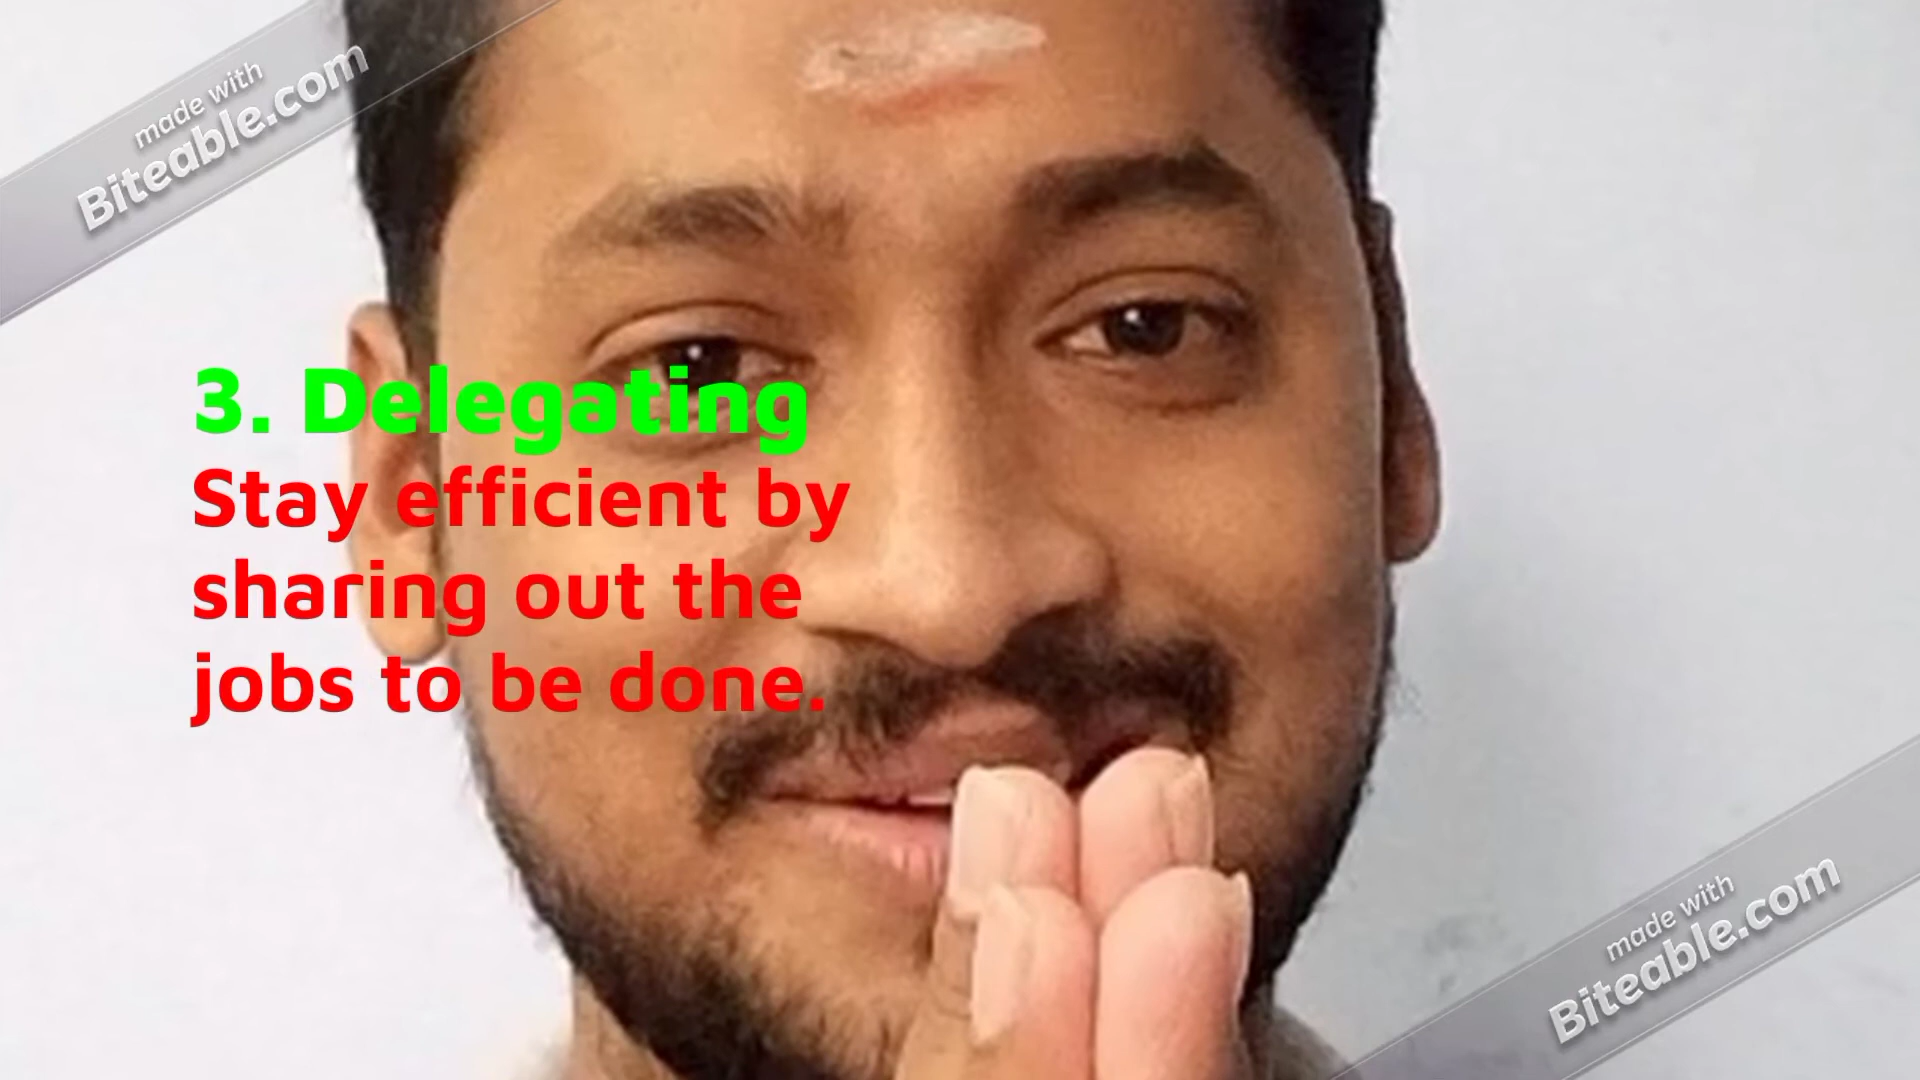 made with
Biteable.com
3. Delegating
Stay efficient by
sharing out the
jobs to be done.
made with
Biteable.com